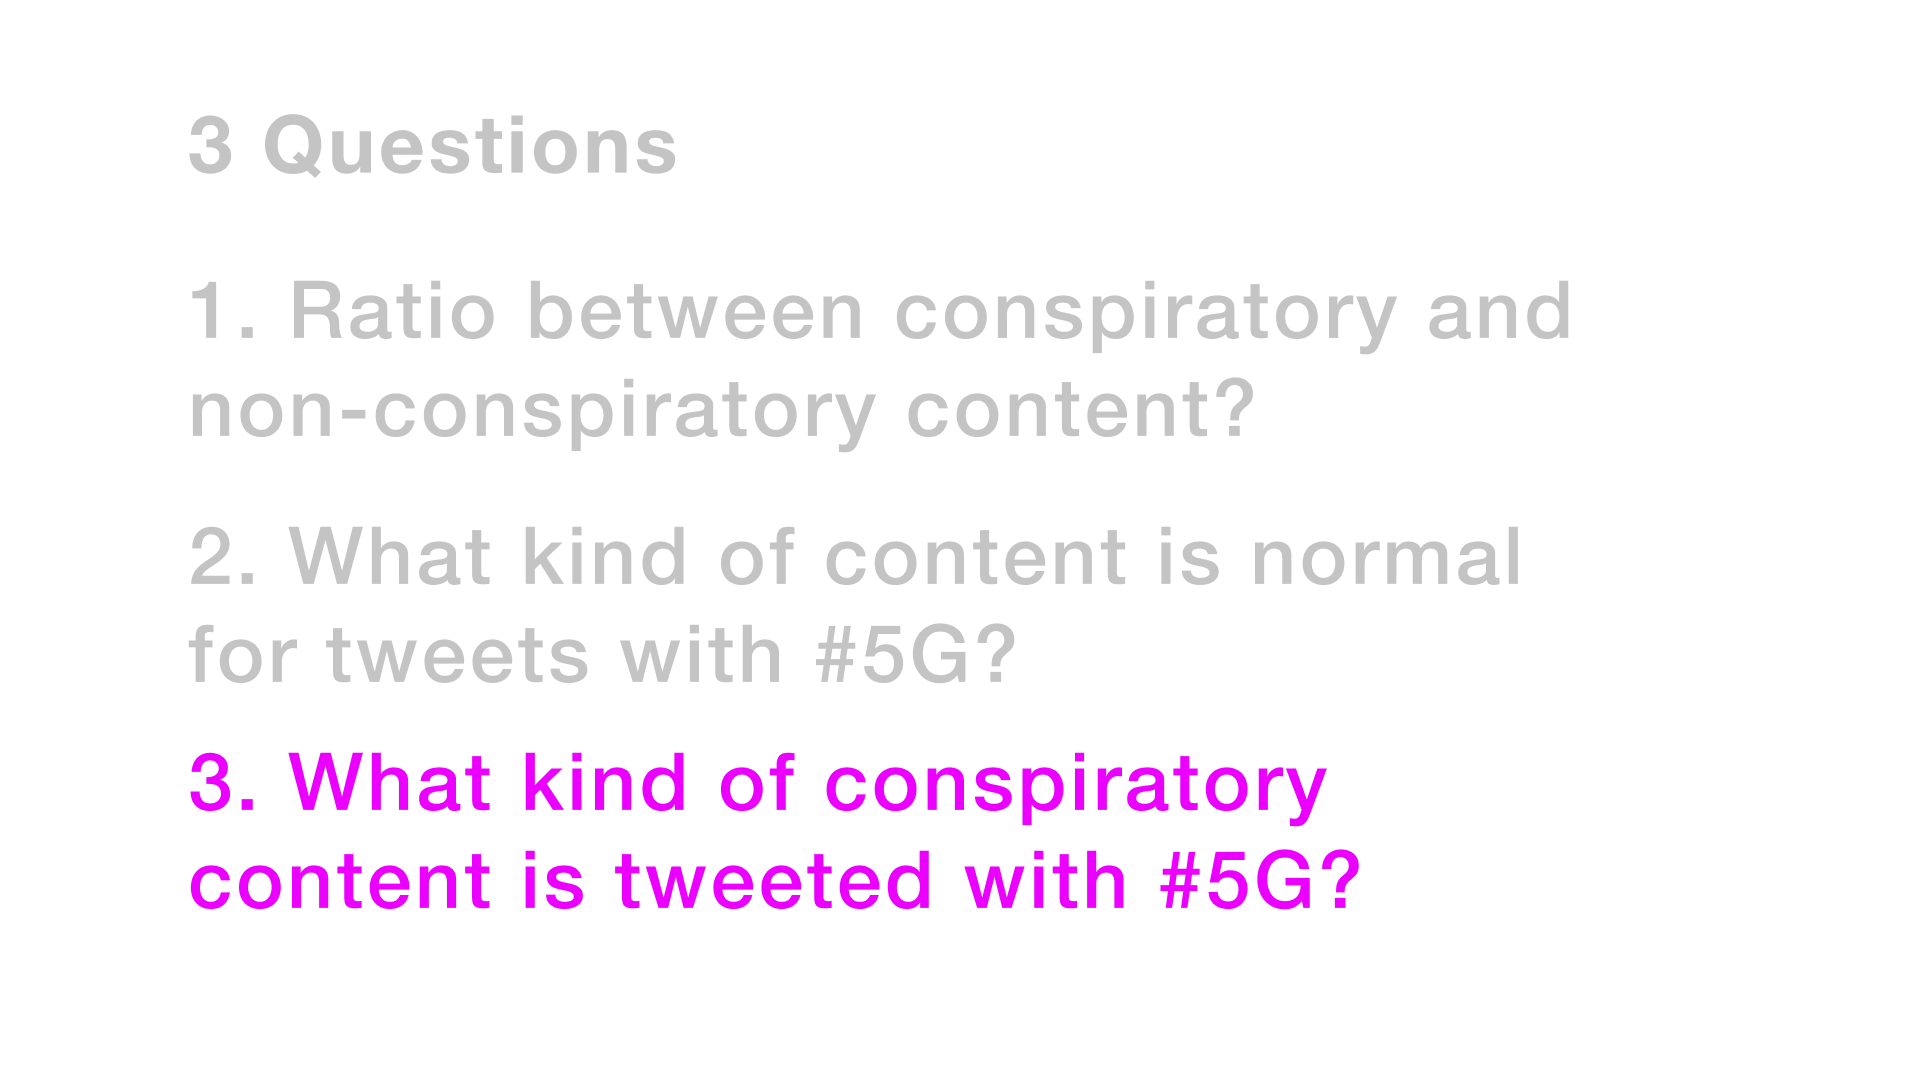 3 Questions
1. Ratio between conspiratory and
non-conspiratory content?
2. What kind of content is normal
for tweets with #5G?
3. What kind of conspiratory
content is tweeted with #5G?